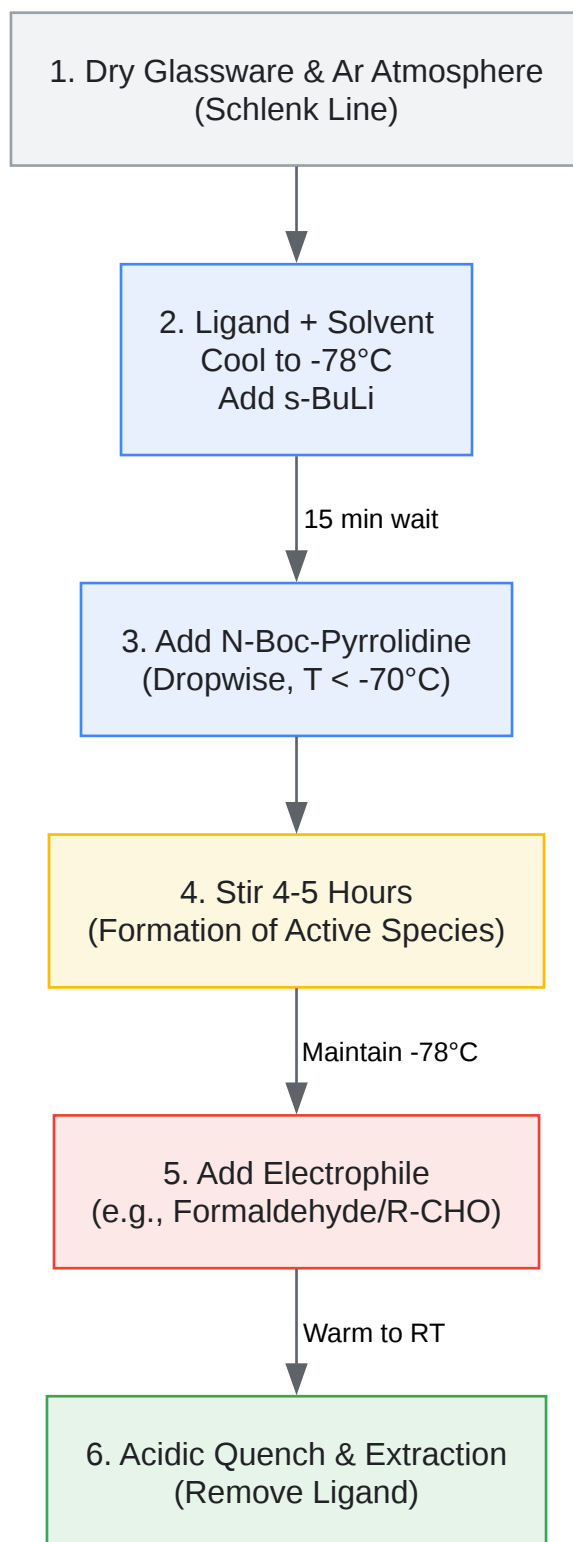 1. Dry Glassware & Ar Atmosphere
(Schlenk Line)
2. Ligand + Solvent
Cool to -78°C
Add s-BuLi
15 min wait
3. Add N-Boc-Pyrrolidine
(Dropwise, T < -70°C)
4. Stir 4-5 Hours
(Formation of Active Species)
Maintain -78°C
5. Add Electrophile
(e.g., Formaldehyde/R-CHO)
Warm to RT
6. Acidic Quench & Extraction
(Remove Ligand)